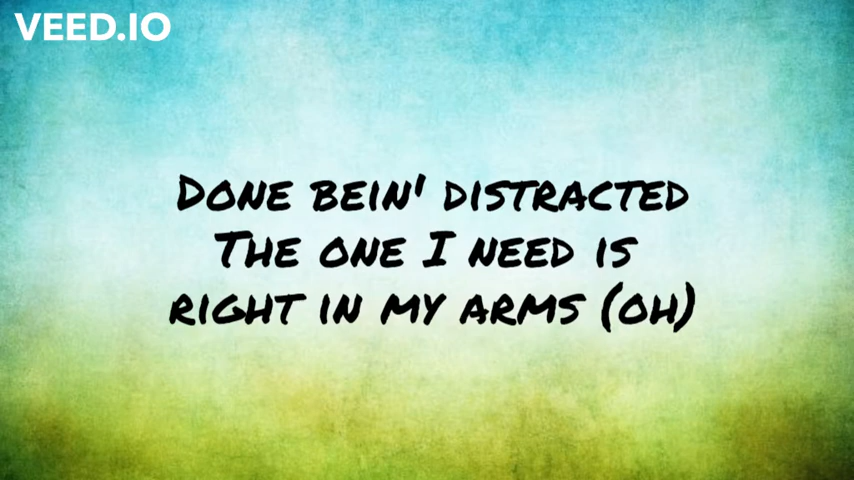 VEED.IO
DONE BEIN' DISTRACTED
THE ONE I NEED IS
RIGHT IN MY ARMS (OH)